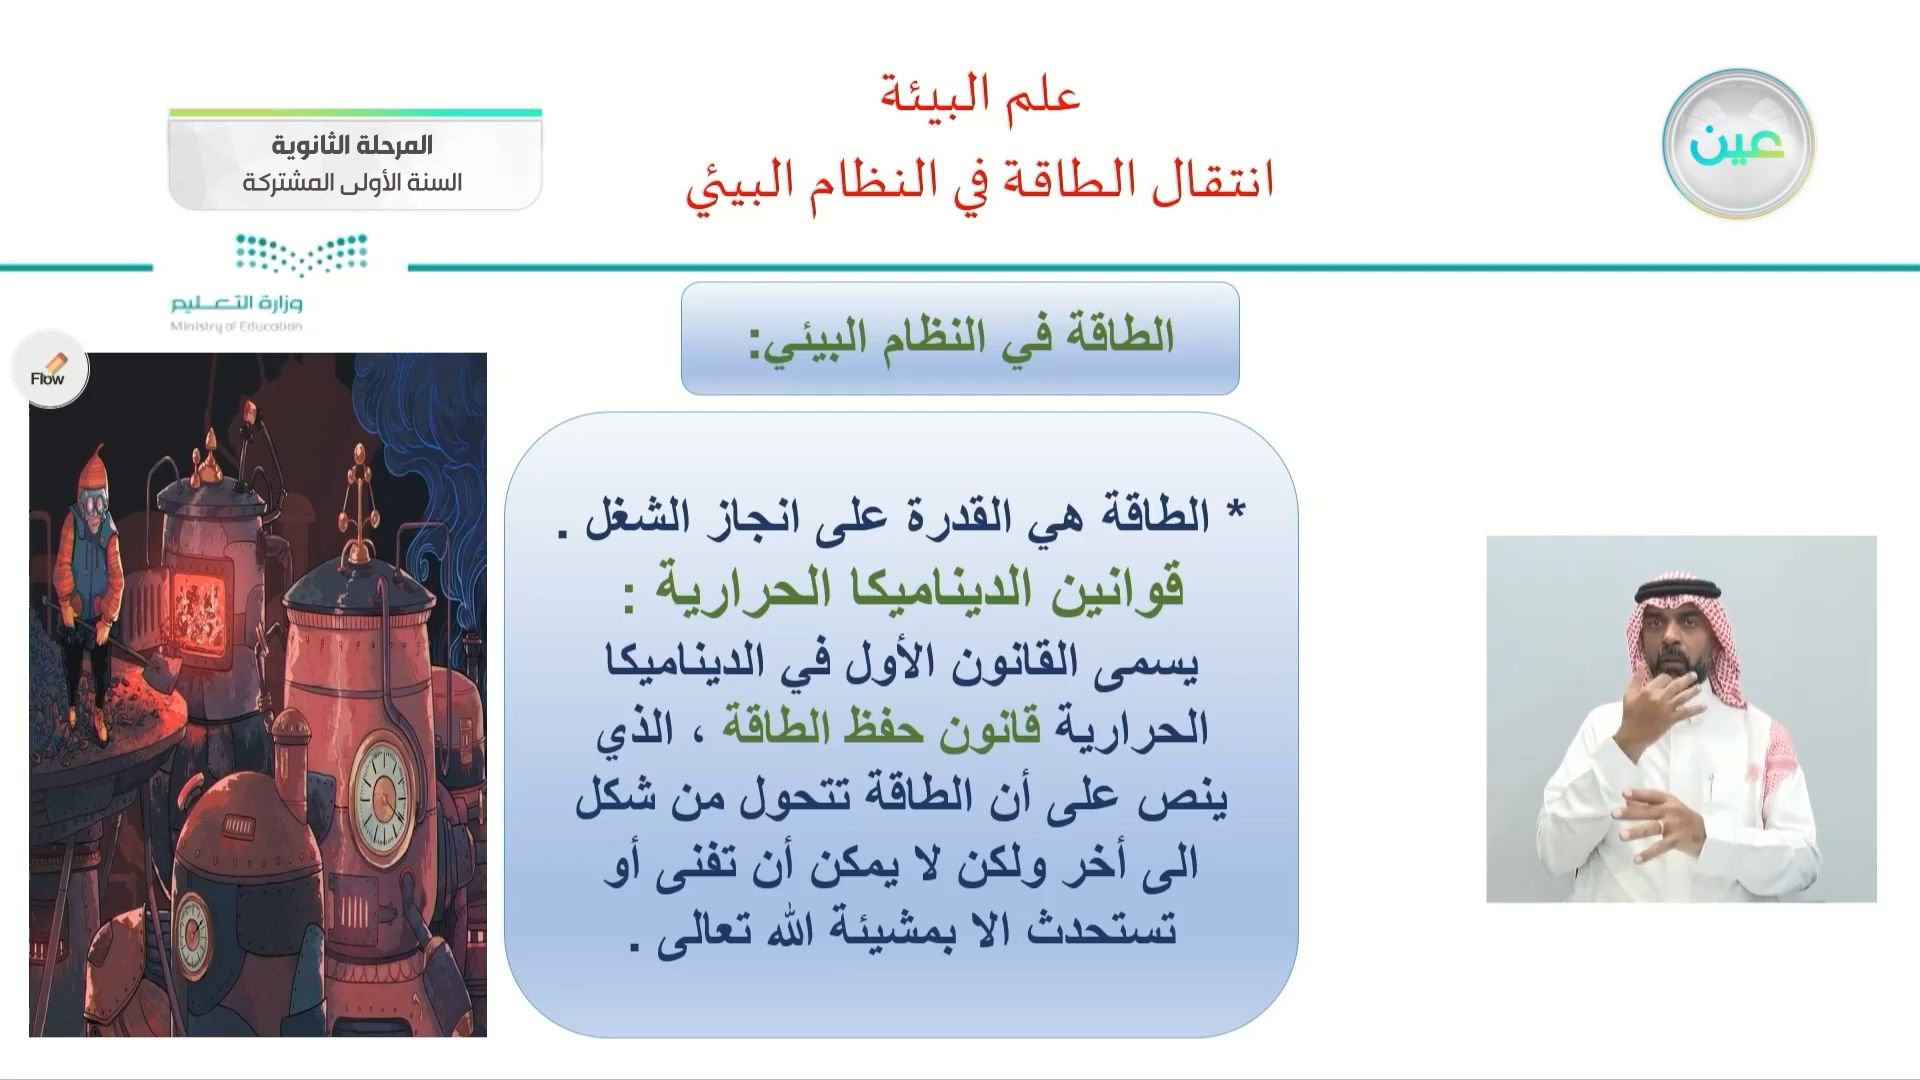 علم البيئة
انتقال الطاقة في النظام البيئي
عين
المرحلة الثانوية
السنة الأولى المشتركة
وزارة التعليم
Ministry of Education
Flow
الطاقة في النظام البيئي:
* الطاقة هي القدرة على انجاز الشغل .
قوانين الديناميكا الحرارية :
يسمى القانون الأول في الديناميكا
الحرارية قانون حفظ الطاقة ، الذي
ينص على أن الطاقة تتحول من شكل
الى أخر ولكن لا يمكن أن تفنى أو
تستحدث الا بمشيئة الله تعالى .